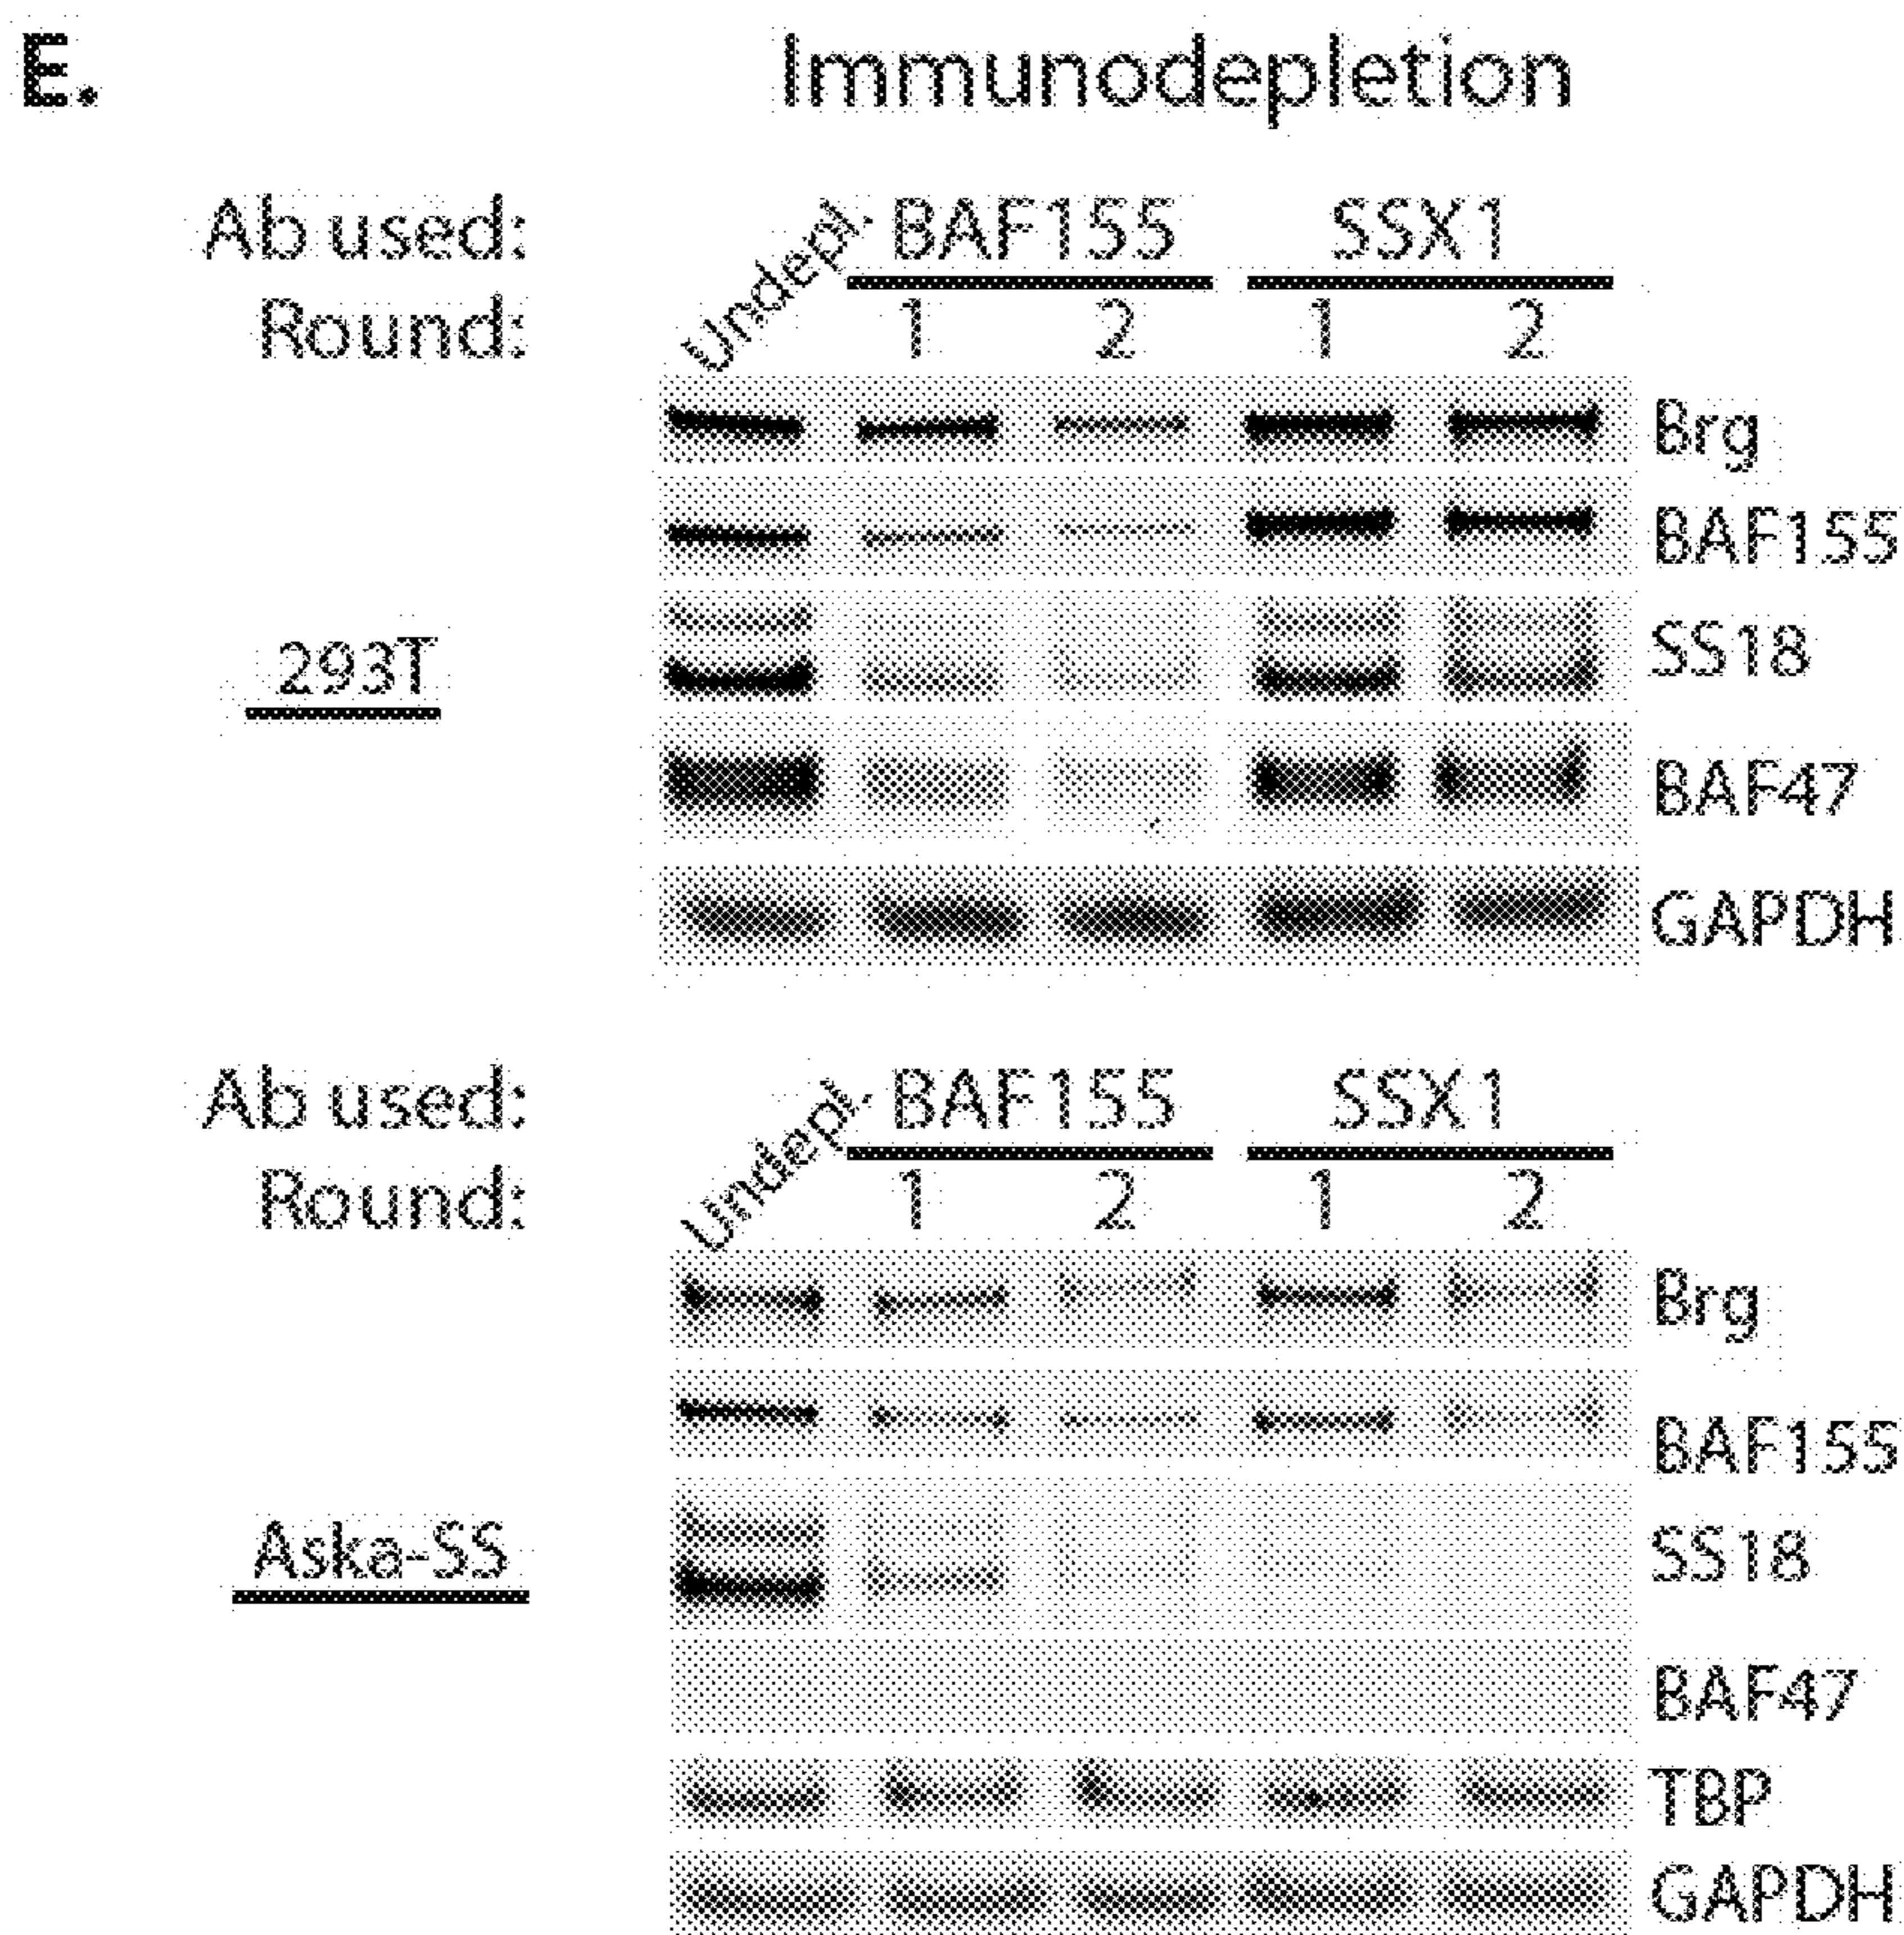 E. Immunodepletion
Ab used: Undepl. BAF155 SSX1
Round: 1 2 1 2
Brg
BAF155
SS18
293T
BAF47
GAPDH
Ab used: Undepl. BAF155 SSX1
Round: 1 2 1 2
Brg
BAF155
SS18
Aska-SS
BAF47
TBP
GAPDH